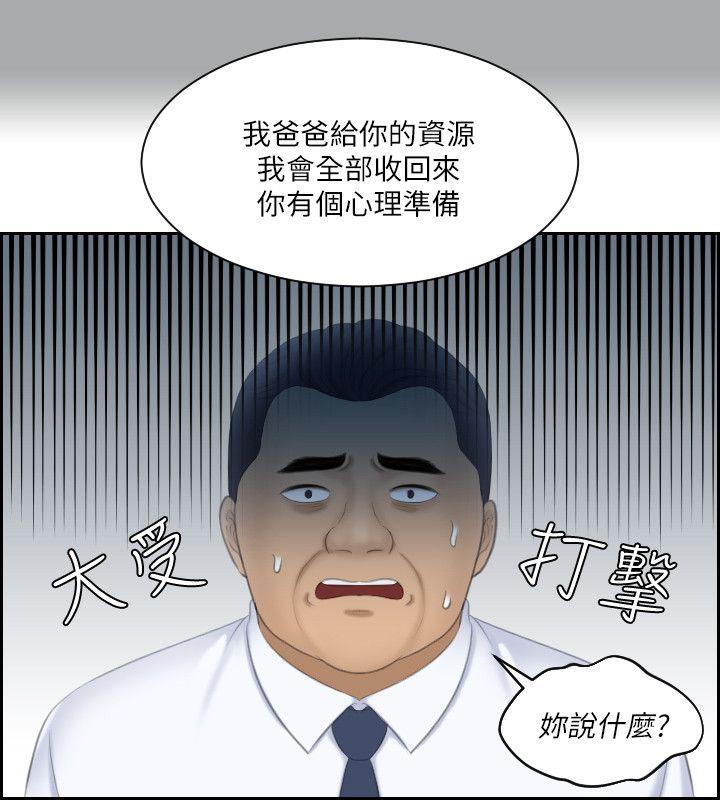 我爸爸給你的資源
我會全部收回來
你有個心理準備
大受
打擊
妳說什麼?